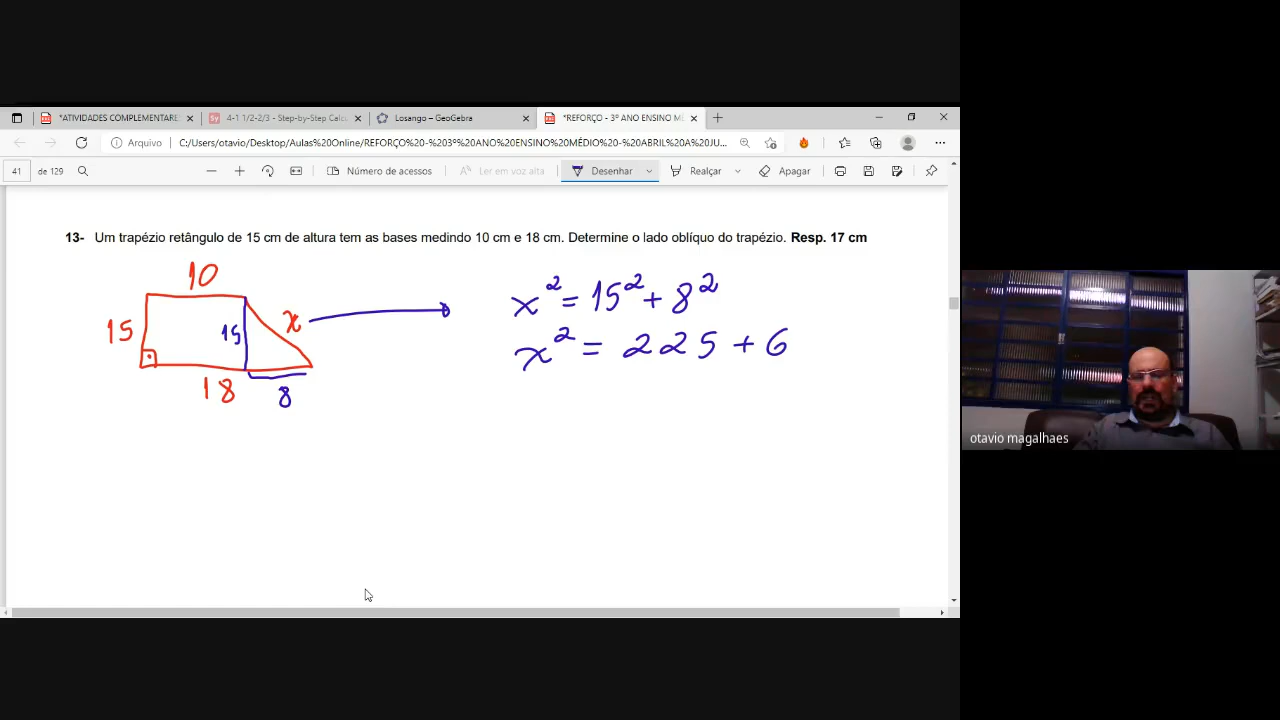 *ATIVIDADES COMPLEMENTARE
4-1 1/2-2/3 - Step-by-Step Calcu
Losango – GeoGebra
*REFORÇO - 3º ANO ENSINO MÉ
Arquivo
C:/Users/otavio/Desktop/Aulas%20Online/REFORÇO%20-%203º%20ANO%20ENSINO%20MÉDIO%20-%20ABRIL%20A%20JU...
41 de 129
Número de acessos
Ler em voz alta
Desenhar
Realçar
Apagar
13- Um trapézio retângulo de 15 cm de altura tem as bases medindo 10 cm e 18 cm. Determine o lado oblíquo do trapézio. Resp. 17 cm
10
15
15
x
18
8
x² = 15² + 8²
x² = 225 + 6
otavio magalhaes